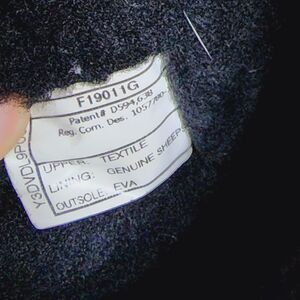 F19011G
Patent# D594,638
Reg. Com. Des. 1057780-
UPPER: TEXTILE
LINING: GENUINE SHEEP
OUTSOLE: EVA